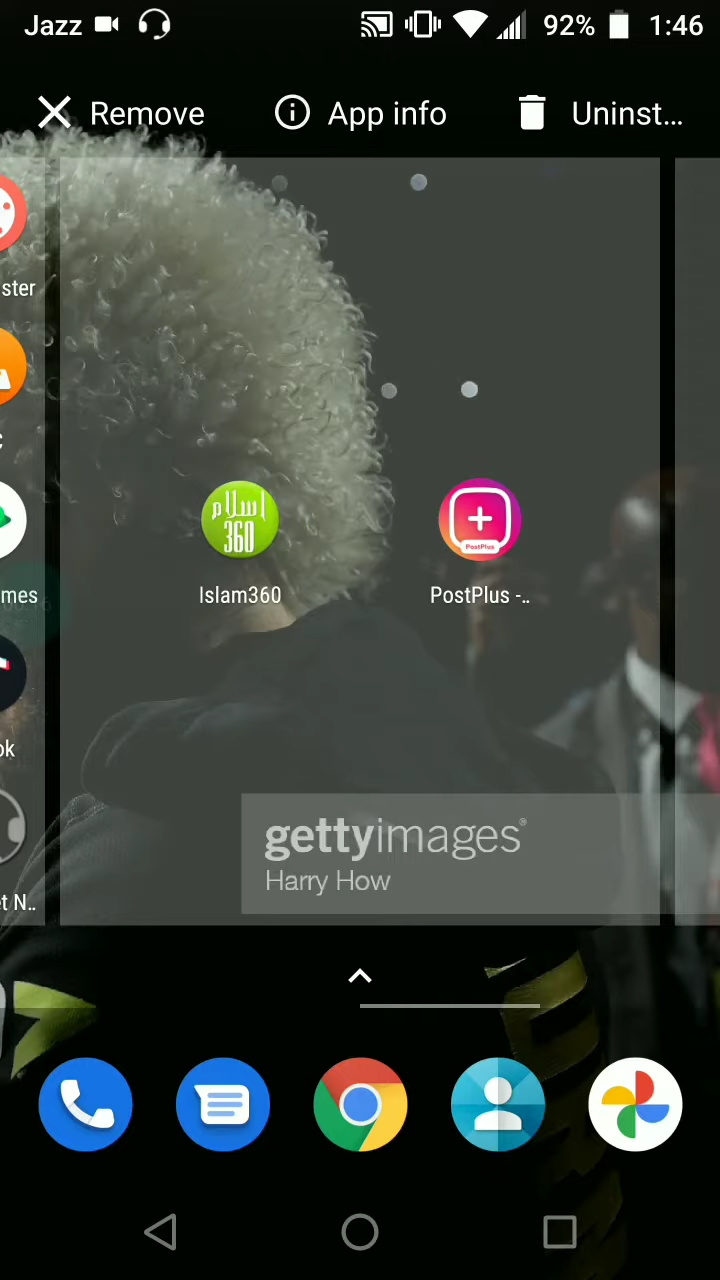 Jazz 92% 1:46
Remove App info Uninst...
ster
mes
ok
t N..
اسلام
360
Islam360
PostPlus
PostPlus -..
gettyimages®
Harry How